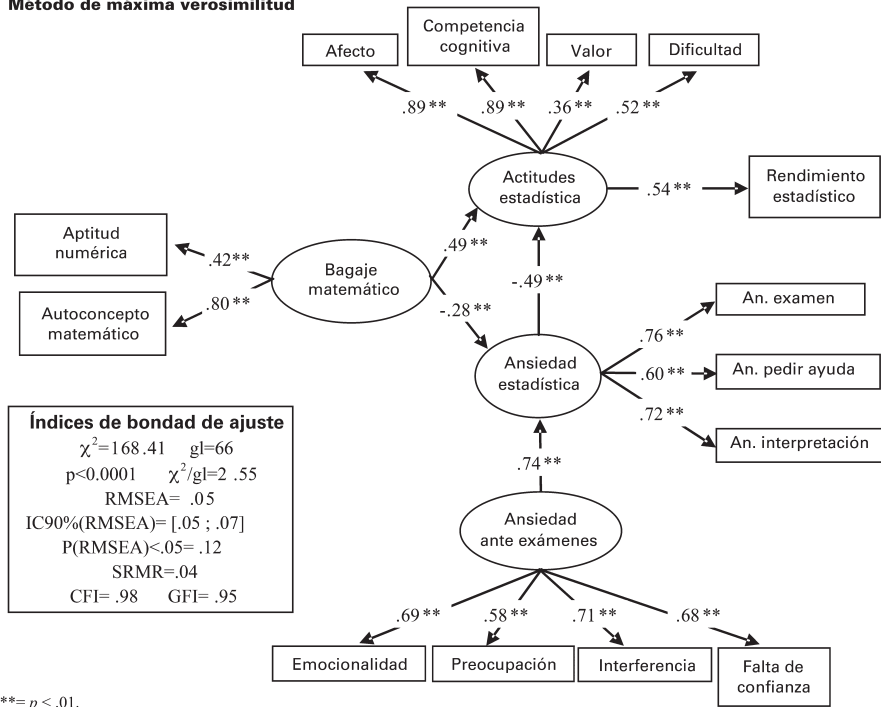 Método de máxima verosimilitud
Afecto
Competencia
cognitiva
Valor
Dificultad
.89**
.89**
.36**
.52**
Actitudes
estadística
.54**
Rendimiento
estadístico
Aptitud
numérica
.42**
.80**
Autoconcepto
matemático
Bagaje
matemático
.49**
-.28**
-.49**
Ansiedad
estadística
.76**
.60**
.72**
An. examen
An. pedir ayuda
An. interpretación
Índices de bondad de ajuste
χ²=168.41 gl=66
p<0.0001 χ²/gl=2 .55
RMSEA= .05
IC90%(RMSEA)= [.05 ; .07]
P(RMSEA)<.05= .12
SRMR=.04
CFI= .98 GFI= .95
.74**
Ansiedad
ante exámenes
.69**
.58**
.71**
.68**
Emocionalidad
Preocupación
Interferencia
Falta de
confianza
**= p < .01.